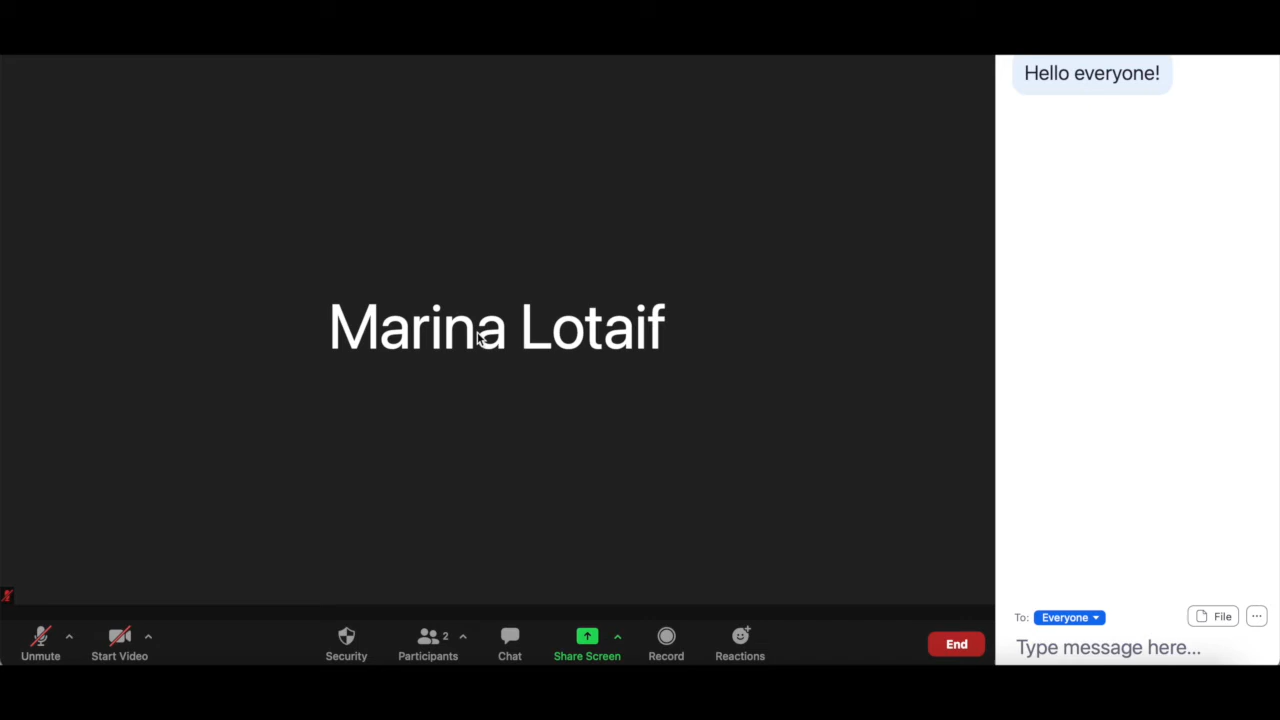 Hello everyone!
Marina Lotaif
To: Everyone File ...
Type message here...
2
Unmute Start Video Security Participants Chat Share Screen Record Reactions End